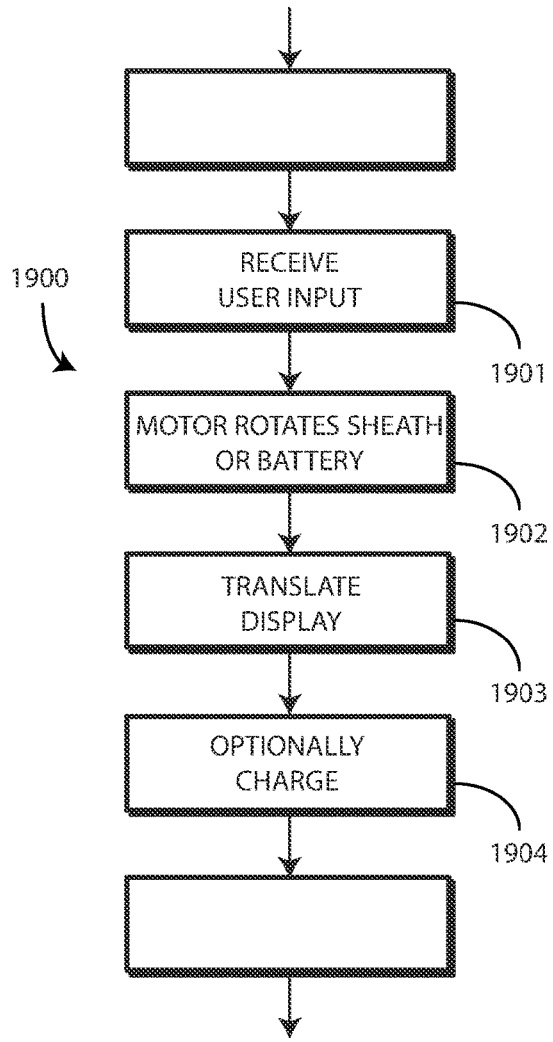 RECEIVE
USER INPUT
1900
1901
MOTOR ROTATES SHEATH
OR BATTERY
1902
TRANSLATE
DISPLAY
1903
OPTIONALLY
CHARGE
1904